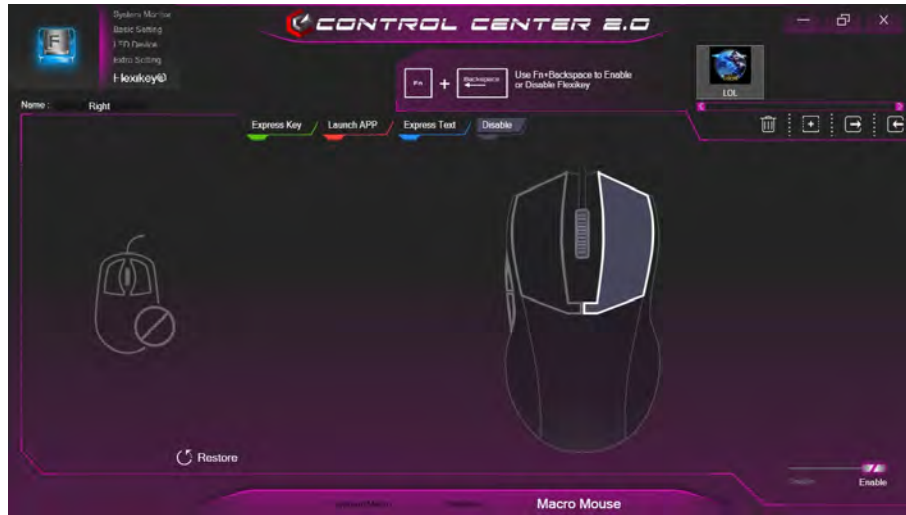 System Monitor
Basic Setting
LED Device
Extra Setting
Flexikey®
CONTROL CENTER 2.0
Fn + Backspace
Use Fn+Backspace to Enable
or Disable Flexikey
LOL
Name : Right
Express Key
Launch APP
Express Text
Disable
Restore
Enable
Macro Mouse